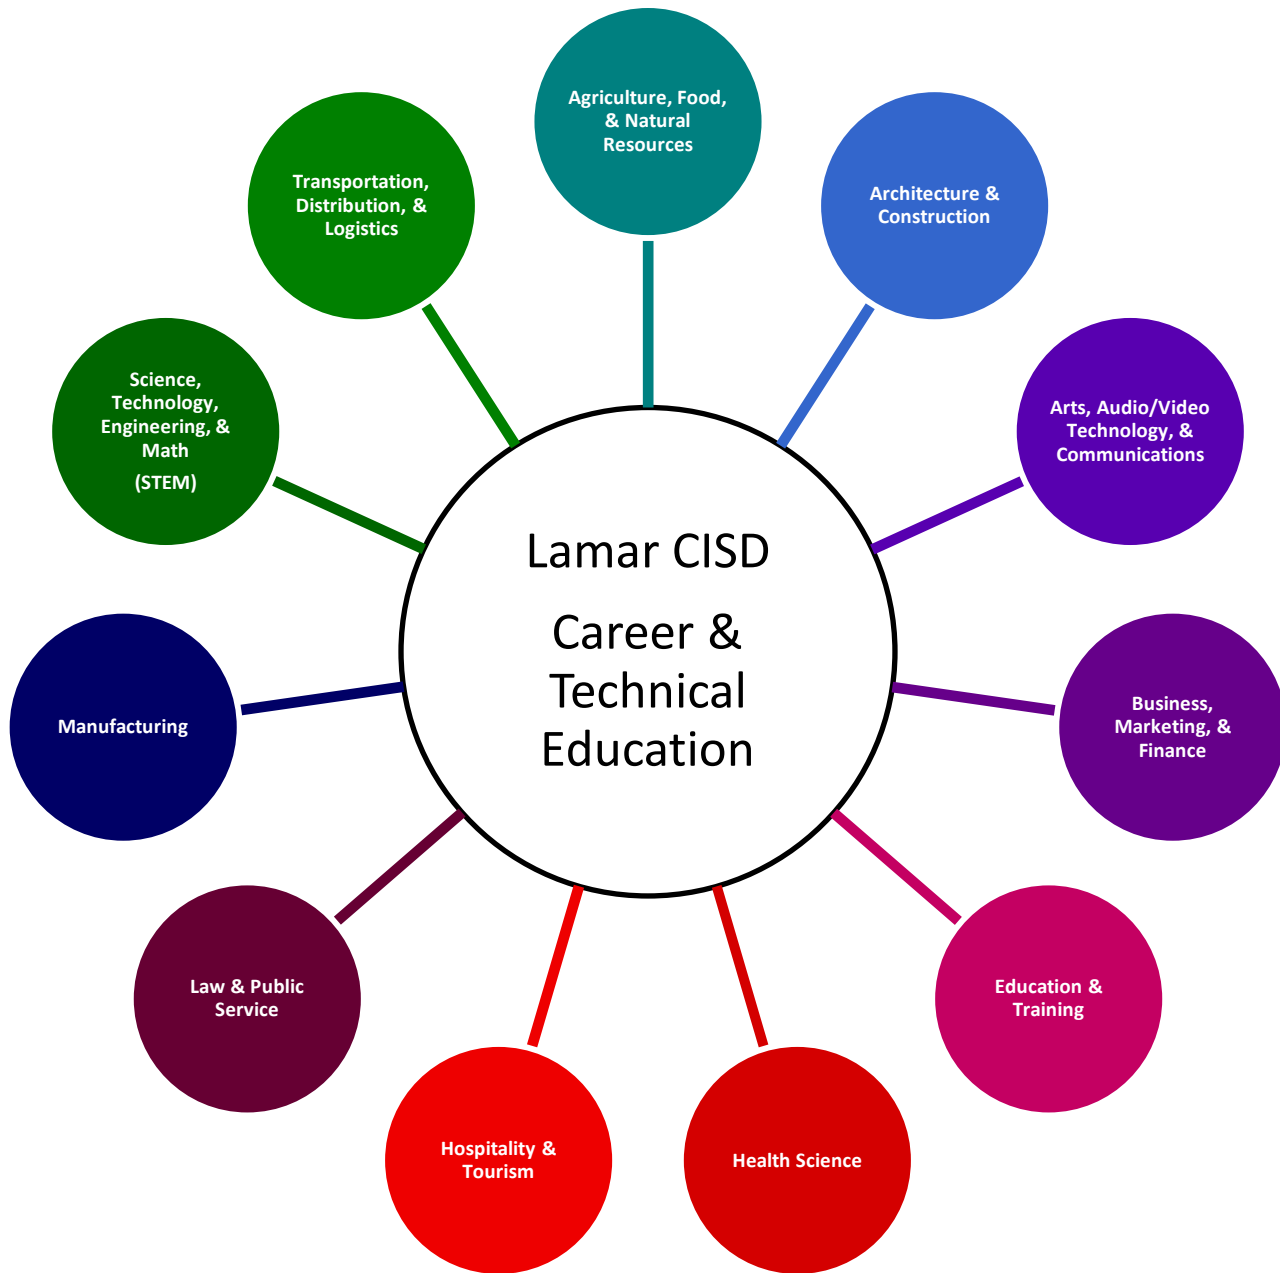 Agriculture, Food,
& Natural
Resources
Architecture &
Construction
Arts, Audio/Video
Technology, &
Communications
Business,
Marketing, &
Finance
Education &
Training
Health Science
Hospitality &
Tourism
Law & Public
Service
Manufacturing
Science,
Technology,
Engineering, &
Math
(STEM)
Transportation,
Distribution, &
Logistics
Lamar CISD
Career &
Technical
Education